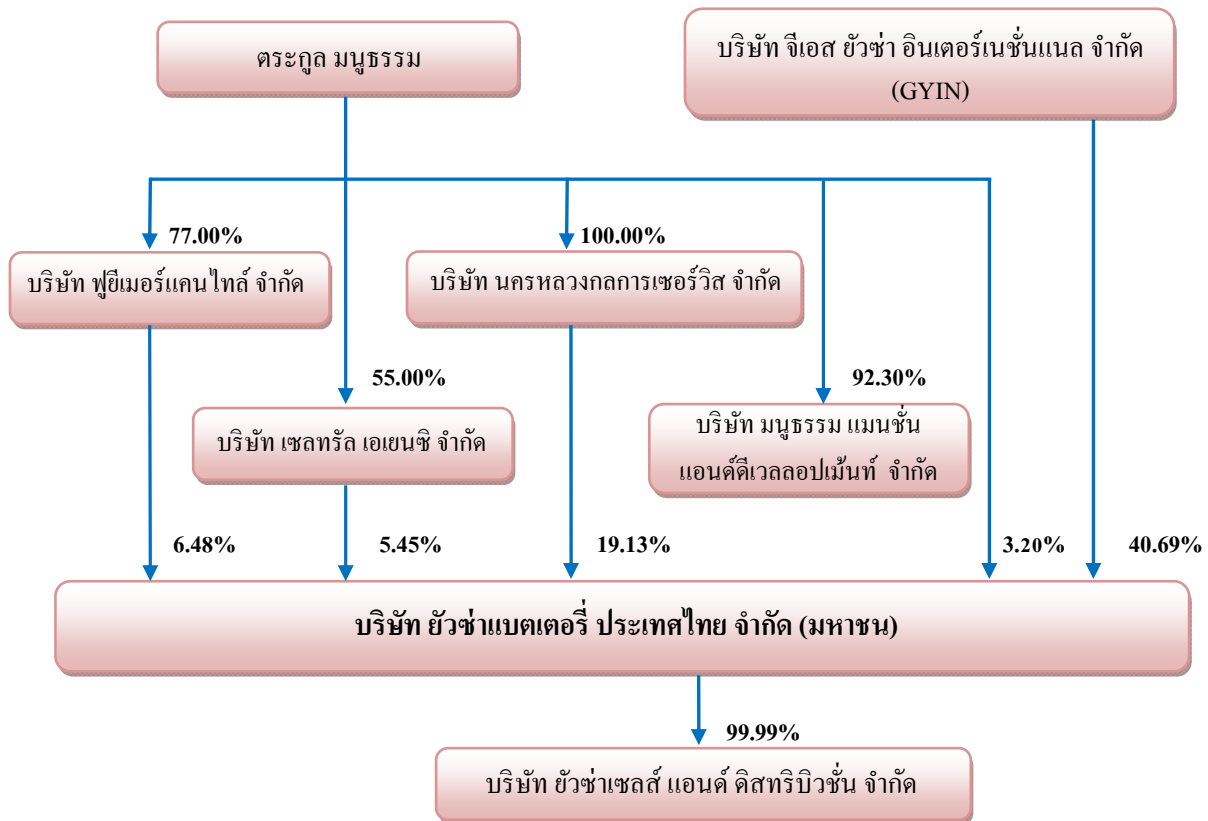 ตระกูล มนูธรรม
บริษัท จีเอส ยัวซ่า อินเตอร์เนชั่นแนล จำกัด
(GYIN)
77.00%
100.00%
บริษัท ฟูยีเมอร์แคนไทล์ จำกัด
บริษัท นครหลวงกลการเซอร์วิส จำกัด
55.00%
92.30%
บริษัท เซลทรัล เอเยนซิ จำกัด
บริษัท มนูธรรม แมนชั่น
แอนด์ดีเวลลอปเม้นท์ จำกัด
6.48%
5.45%
19.13%
3.20%
40.69%
บริษัท ยัวซ่าแบตเตอรี่ ประเทศไทย จำกัด (มหาชน)
99.99%
บริษัท ยัวซ่าเซลส์ แอนด์ ดิสทริบิวชั่น จำกัด